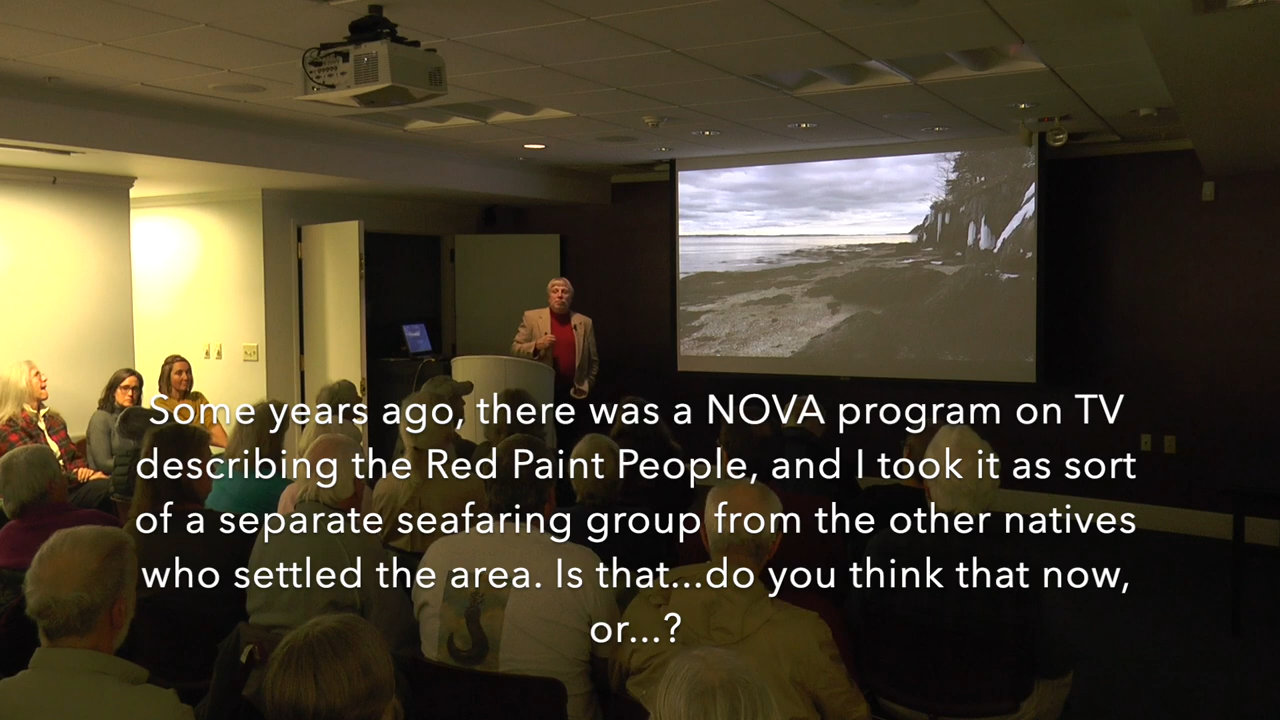 Some years ago, there was a NOVA program on TV
describing the Red Paint People, and I took it as sort
of a separate seafaring group from the other natives
who settled the area. Is that...do you think that now,
or...?